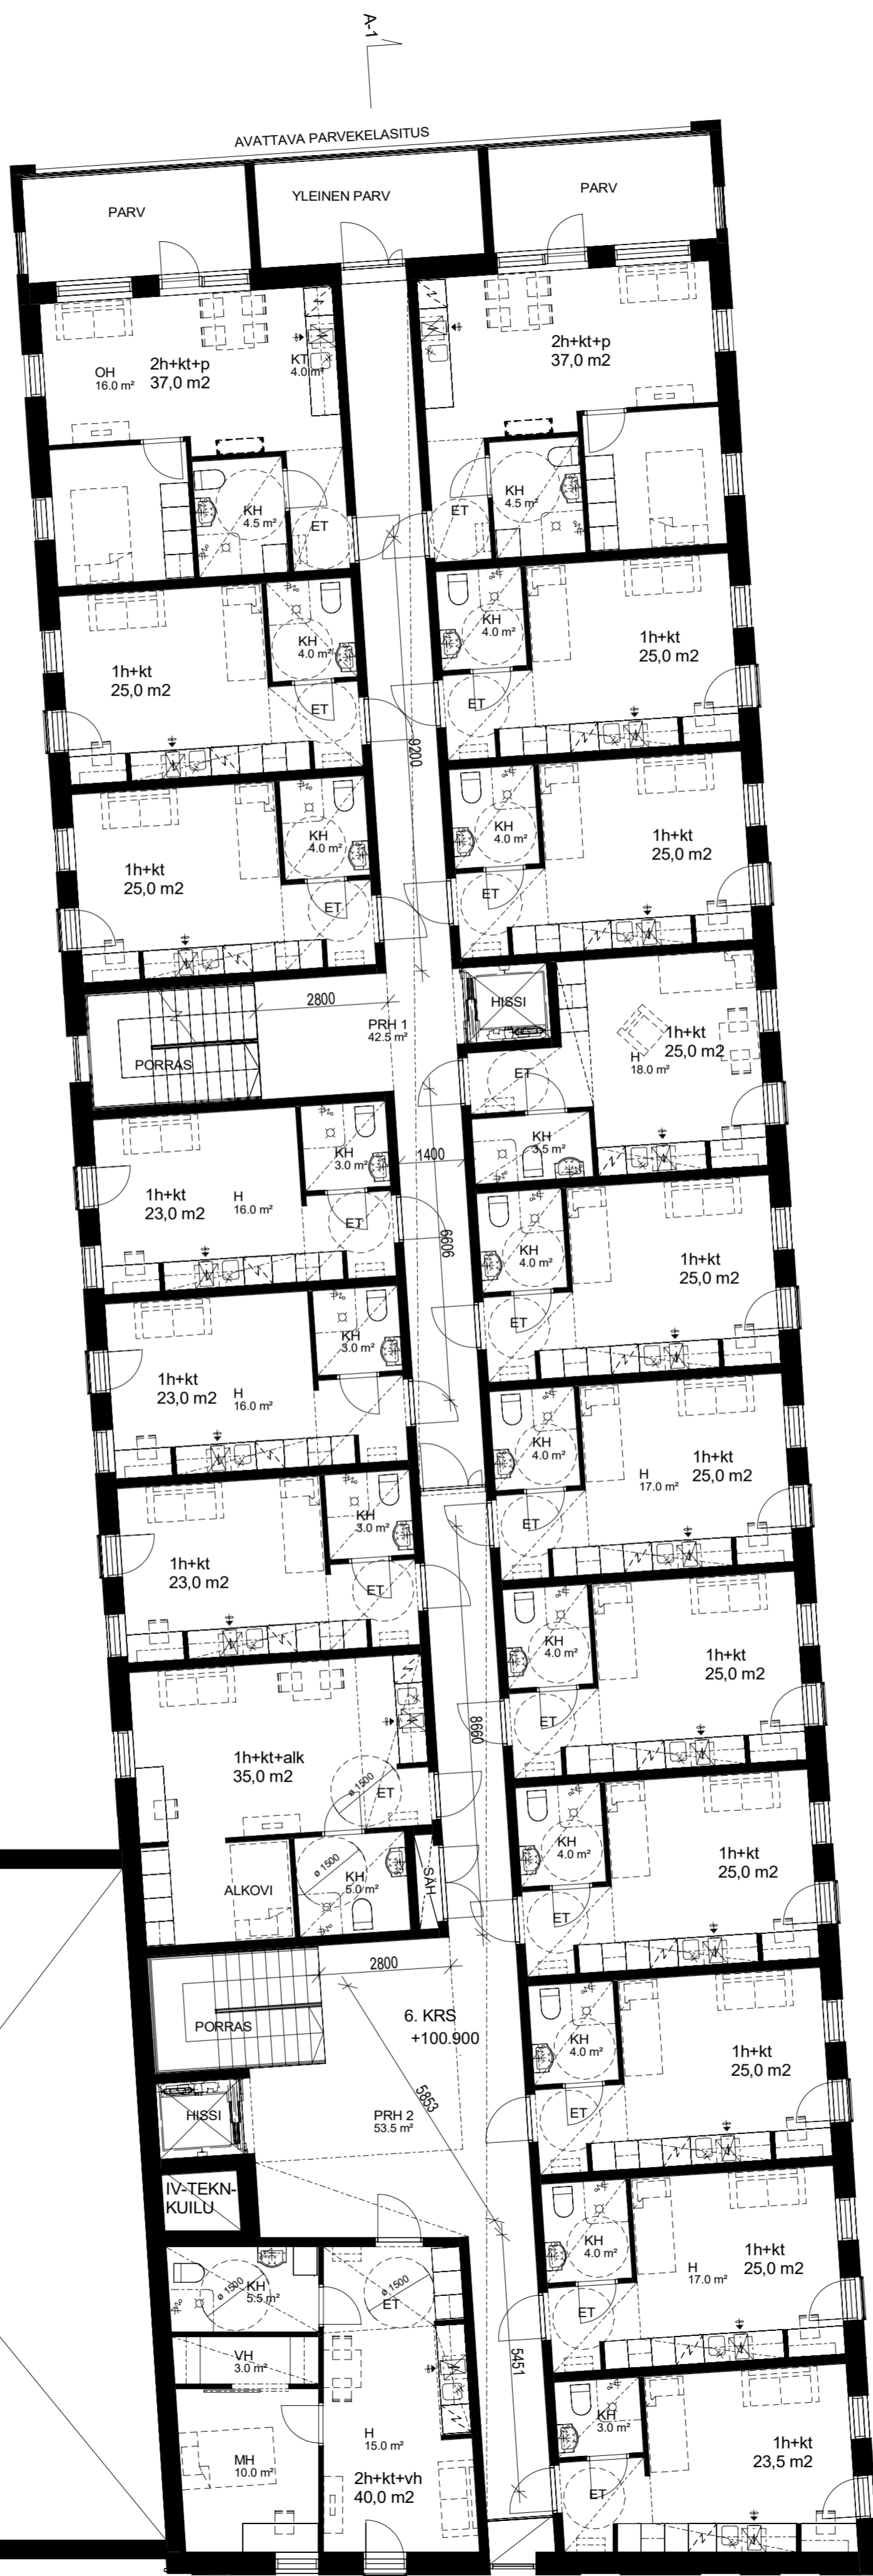 A-1
AVATTAVA PARVEKELASITUS
PARV
YLEINEN PARV
PARV
OH
16.0 m²
2h+kt+p
37,0 m2
KT
4.0 m²
2h+kt+p
37,0 m2
KH
4.5 m²
ET
ET
KH
4.5 m²
1h+kt
25,0 m2
KH
4.0 m²
ET
KH
4.0 m²
ET
1h+kt
25,0 m2
9200
1h+kt
25,0 m2
KH
4.0 m²
ET
KH
4.0 m²
ET
1h+kt
25,0 m2
2800
PORRAS
PRH 1
42.5 m²
HISSI
1h+kt
25,0 m2
H
18.0 m²
ET
KH
3.5 m²
1400
1h+kt
23,0 m2
H
16.0 m²
KH
3.0 m²
ET
6606
KH
4.0 m²
ET
1h+kt
25,0 m2
1h+kt
23,0 m2
H
16.0 m²
KH
3.0 m²
KH
4.0 m²
ET
H
17.0 m²
1h+kt
25,0 m2
1h+kt
23,0 m2
KH
3.0 m²
ET
KH
4.0 m²
ET
1h+kt
25,0 m2
8660
1h+kt+alk
35,0 m2
ø 1500
ET
ALKOVI
ø 1500
KH
5.0 m²
SÄH
KH
4.0 m²
ET
1h+kt
25,0 m2
2800
PORRAS
6. KRS
+100.900
5853
PRH 2
53.5 m²
HISSI
IV-TEKN-
KUILU
KH
4.0 m²
ET
1h+kt
25,0 m2
KH
4.0 m²
ET
H
17.0 m²
1h+kt
25,0 m2
ø 1500
KH
5.5 m²
ø 1500
ET
VH
3.0 m²
MH
10.0 m²
H
15.0 m²
2h+kt+vh
40,0 m2
5451
KH
3.0 m²
ET
1h+kt
23,5 m2